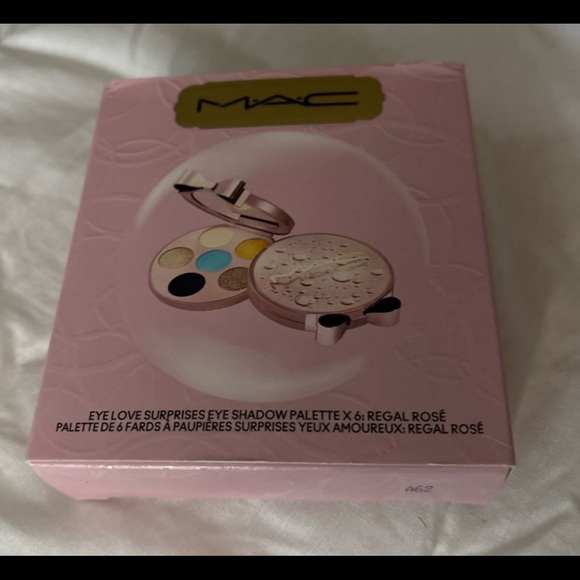 M·A·C
EYE LOVE SURPRISES EYE SHADOW PALETTE X 6: REGAL ROSÉ
PALETTE DE 6 FARDS À PAUPIÈRES SURPRISES YEUX AMOUREUX: REGAL ROSÉ
A62